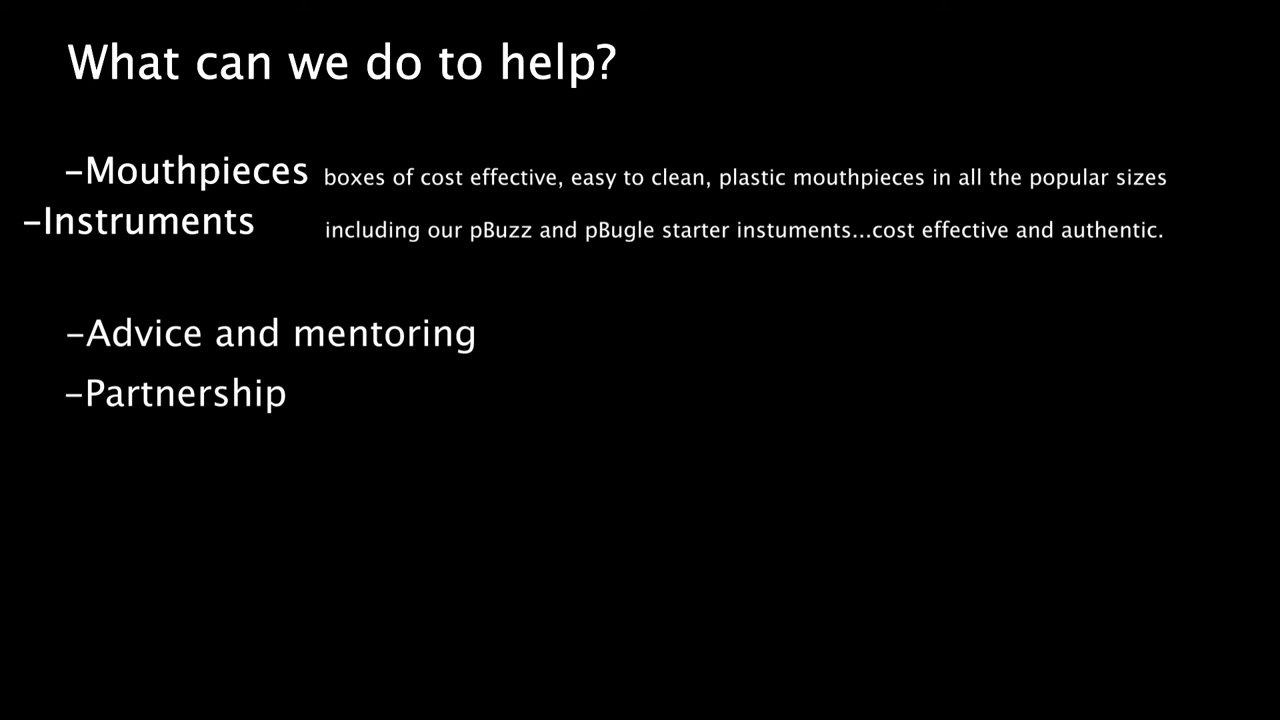 What can we do to help?
-Mouthpieces boxes of cost effective, easy to clean, plastic mouthpieces in all the popular sizes
-Instruments including our pBuzz and pBugle starter instuments...cost effective and authentic.
-Advice and mentoring
-Partnership